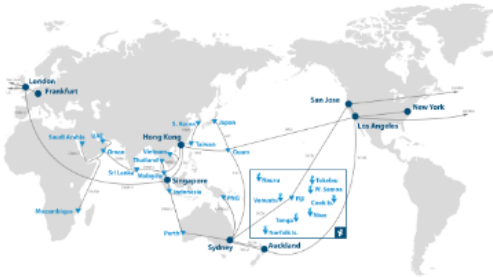 London
Frankfurt
San Jose
New York
Los Angeles
S. Korea
Japan
Hong Kong
Taiwan
Guam
Saudi Arabia
UAE
Oman
Vietnam
Thailand
Sri Lanka
Malaysia
Singapore
Indonesia
Mozambique
PNG
Perth
Sydney
Auckland
Nauru
Tokelau
W. Samoa
Vanuatu
Fiji
Cook Is.
Niue
Tonga
Norfolk Is.